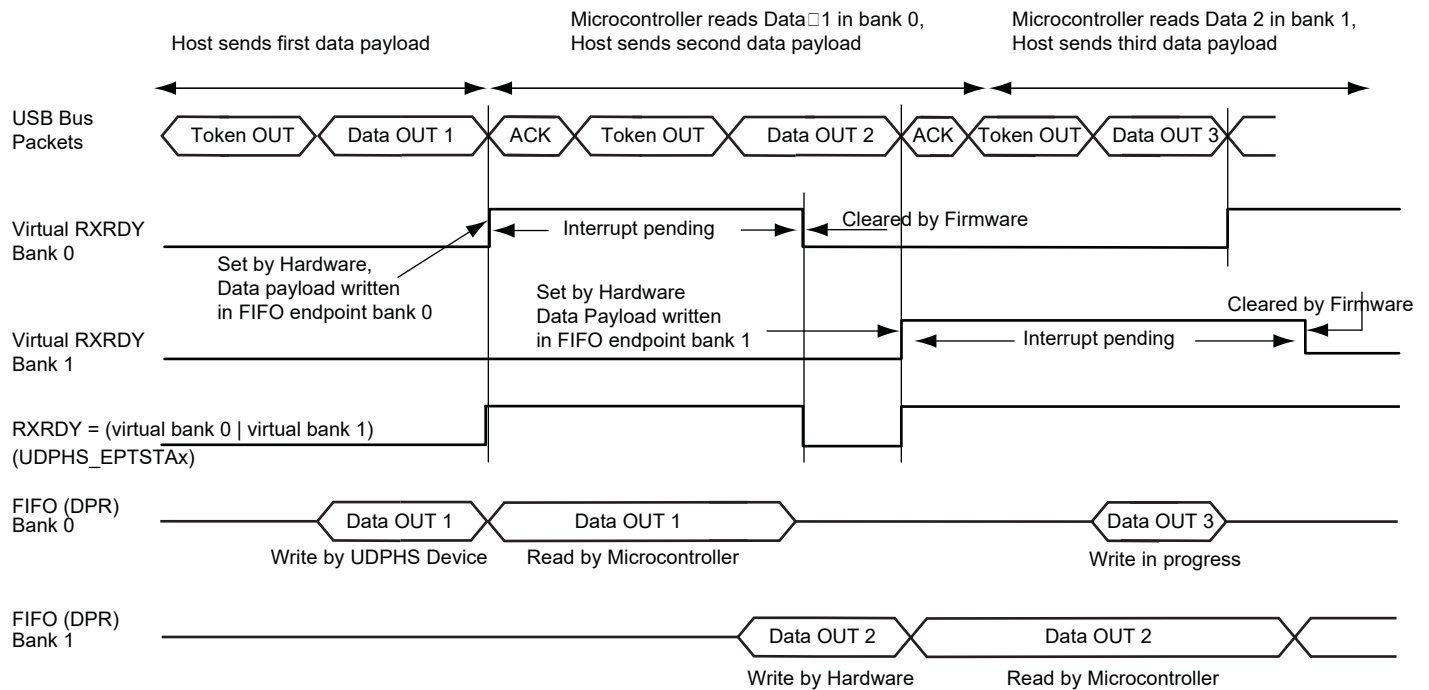 Microcontroller reads Data□1 in bank 0,
Host sends second data payload
Microcontroller reads Data 2 in bank 1,
Host sends third data payload
Host sends first data payload
USB Bus
Packets
Token OUT
Data OUT 1
ACK
Token OUT
Data OUT 2
ACK
Token OUT
Data OUT 3
Virtual RXRDY
Bank 0
Interrupt pending
Cleared by Firmware
Set by Hardware,
Data payload written
in FIFO endpoint bank 0
Set by Hardware
Data Payload written
in FIFO endpoint bank 1
Cleared by Firmware
Virtual RXRDY
Bank 1
Interrupt pending
RXRDY = (virtual bank 0 | virtual bank 1)
(UDPHS_EPTSTAx)
FIFO (DPR)
Bank 0
Data OUT 1
Data OUT 1
Data OUT 3
Write by UDPHS Device
Read by Microcontroller
Write in progress
FIFO (DPR)
Bank 1
Data OUT 2
Data OUT 2
Write by Hardware
Read by Microcontroller